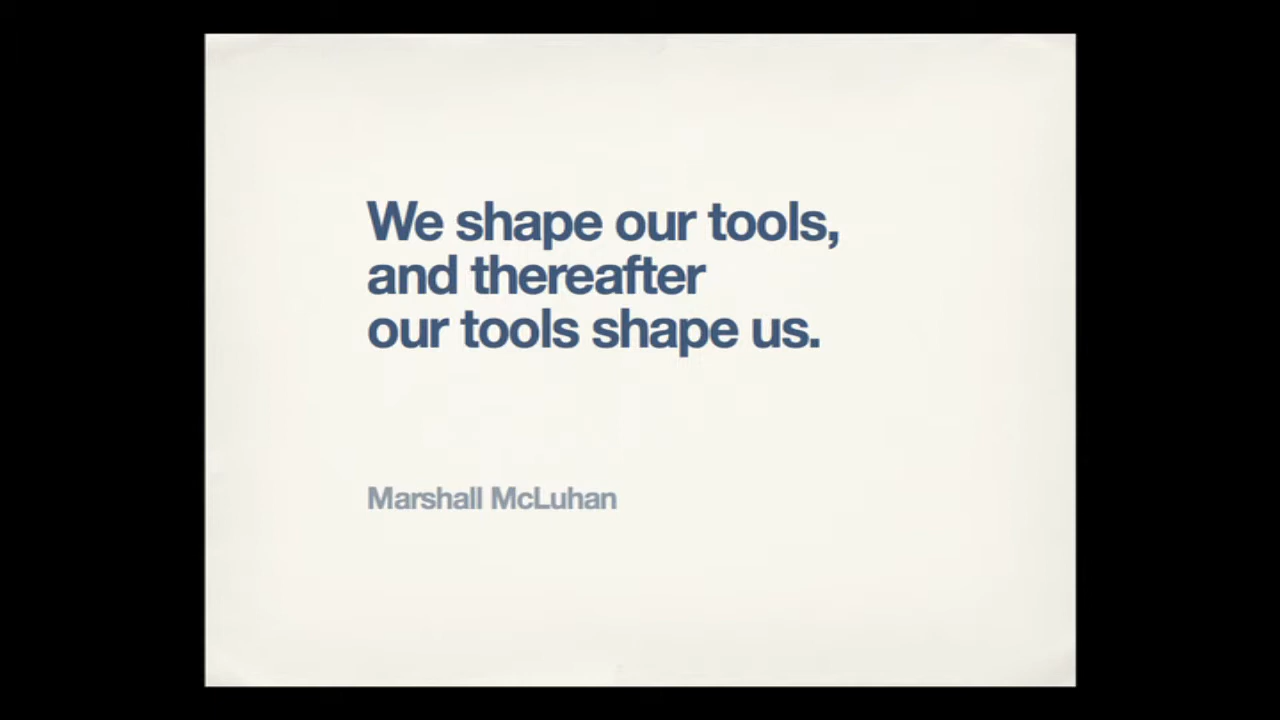 We shape our tools,
and thereafter
our tools shape us.
Marshall McLuhan